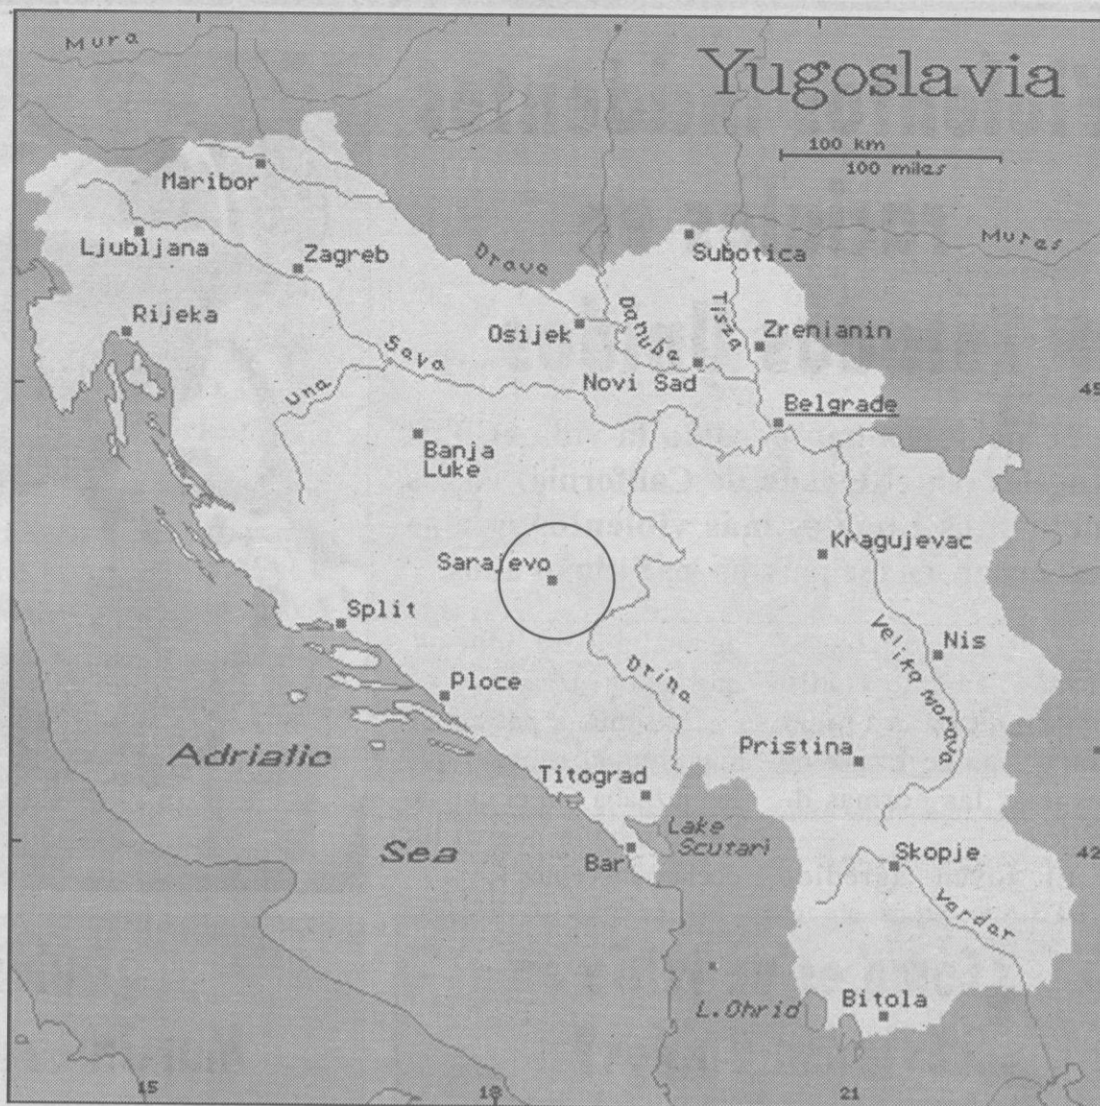 Mura
Yugoslavia
100 km
100 miles
Maribor
Ljubljana
Zagreb
Drava
Subotica
Mures
Rijeka
Osijek
Danube
Tisza
Zrenianin
Sava
Una
Novi Sad
45
Belgrade
Banja
Luke
Kragujevac
Sarajevo
Split
Velika Morava
Nis
Drina
Ploce
Adriatic
Pristina
Titograd
Lake
Scutari
Sea
Bar
Skopje
42
Vardar
L.Ohrid
Bitola
15
18
21